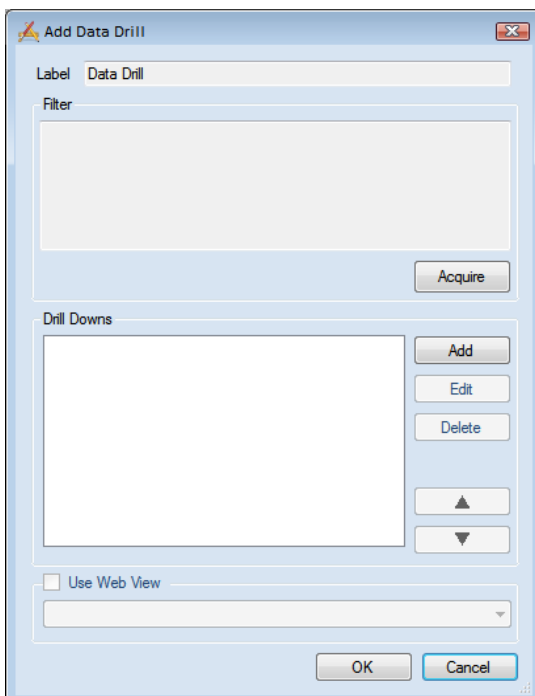 Add Data Drill
Label Data Drill
Filter
Acquire
Drill Downs
Add
Edit
Delete
Use Web View
OK Cancel